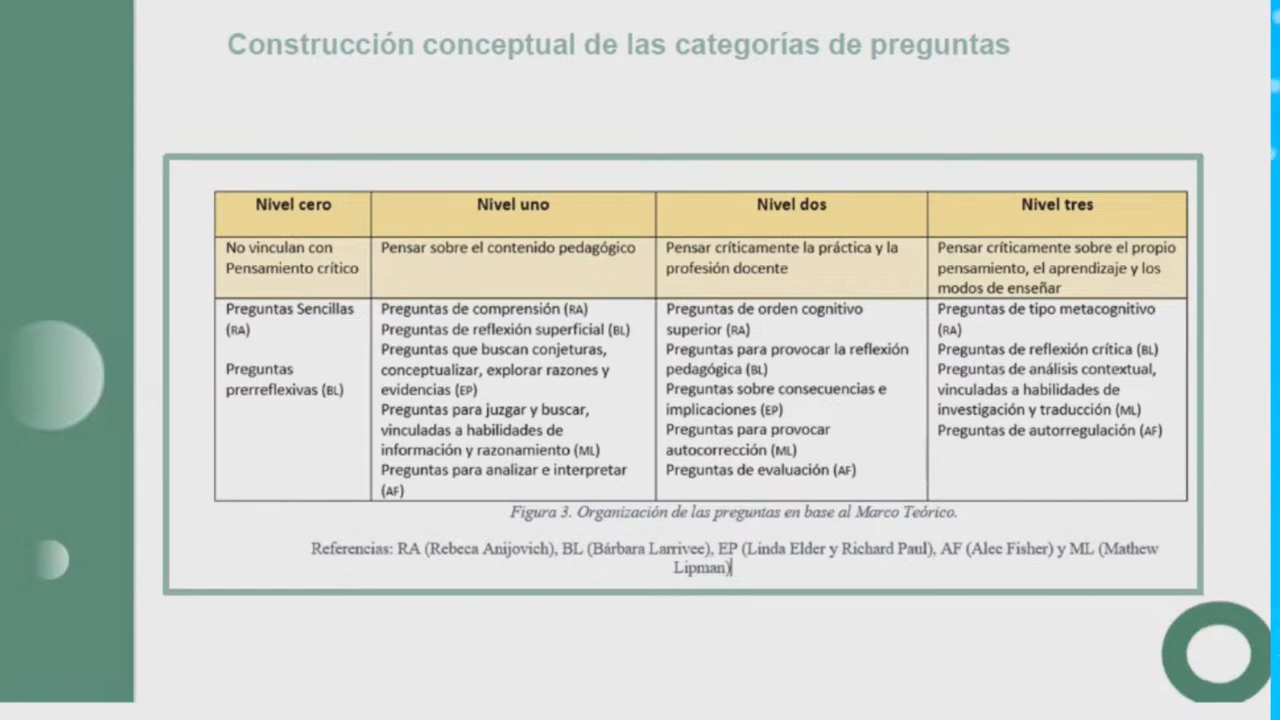 Construcción conceptual de las categorías de preguntas
Nivel cero
Nivel uno
Nivel dos
Nivel tres
No vinculan con
Pensamiento crítico
Pensar sobre el contenido pedagógico
Pensar críticamente la práctica y la
profesión docente
Pensar críticamente sobre el propio
pensamiento, el aprendizaje y los
modos de enseñar
Preguntas Sencillas
(RA)
Preguntas
prerreflexivas (BL)
Preguntas de comprensión (RA)
Preguntas de reflexión superficial (BL)
Preguntas que buscan conjeturas,
conceptualizar, explorar razones y
evidencias (EP)
Preguntas para juzgar y buscar,
vinculadas a habilidades de
información y razonamiento (ML)
Preguntas para analizar e interpretar
(AF)
Preguntas de orden cognitivo
superior (RA)
Preguntas para provocar la reflexión
pedagógica (BL)
Preguntas sobre consecuencias e
implicaciones (EP)
Preguntas para provocar
autocorrección (ML)
Preguntas de evaluación (AF)
Preguntas de tipo metacognitivo
(RA)
Preguntas de reflexión crítica (BL)
Preguntas de análisis contextual,
vinculadas a habilidades de
investigación y traducción (ML)
Preguntas de autorregulación (AF)
Figura 3. Organización de las preguntas en base al Marco Teórico.
Referencias: RA (Rebeca Anijovich), BL (Bárbara Larrivee), EP (Linda Elder y Richard Paul), AF (Alec Fisher) y ML (Mathew
Lipman)